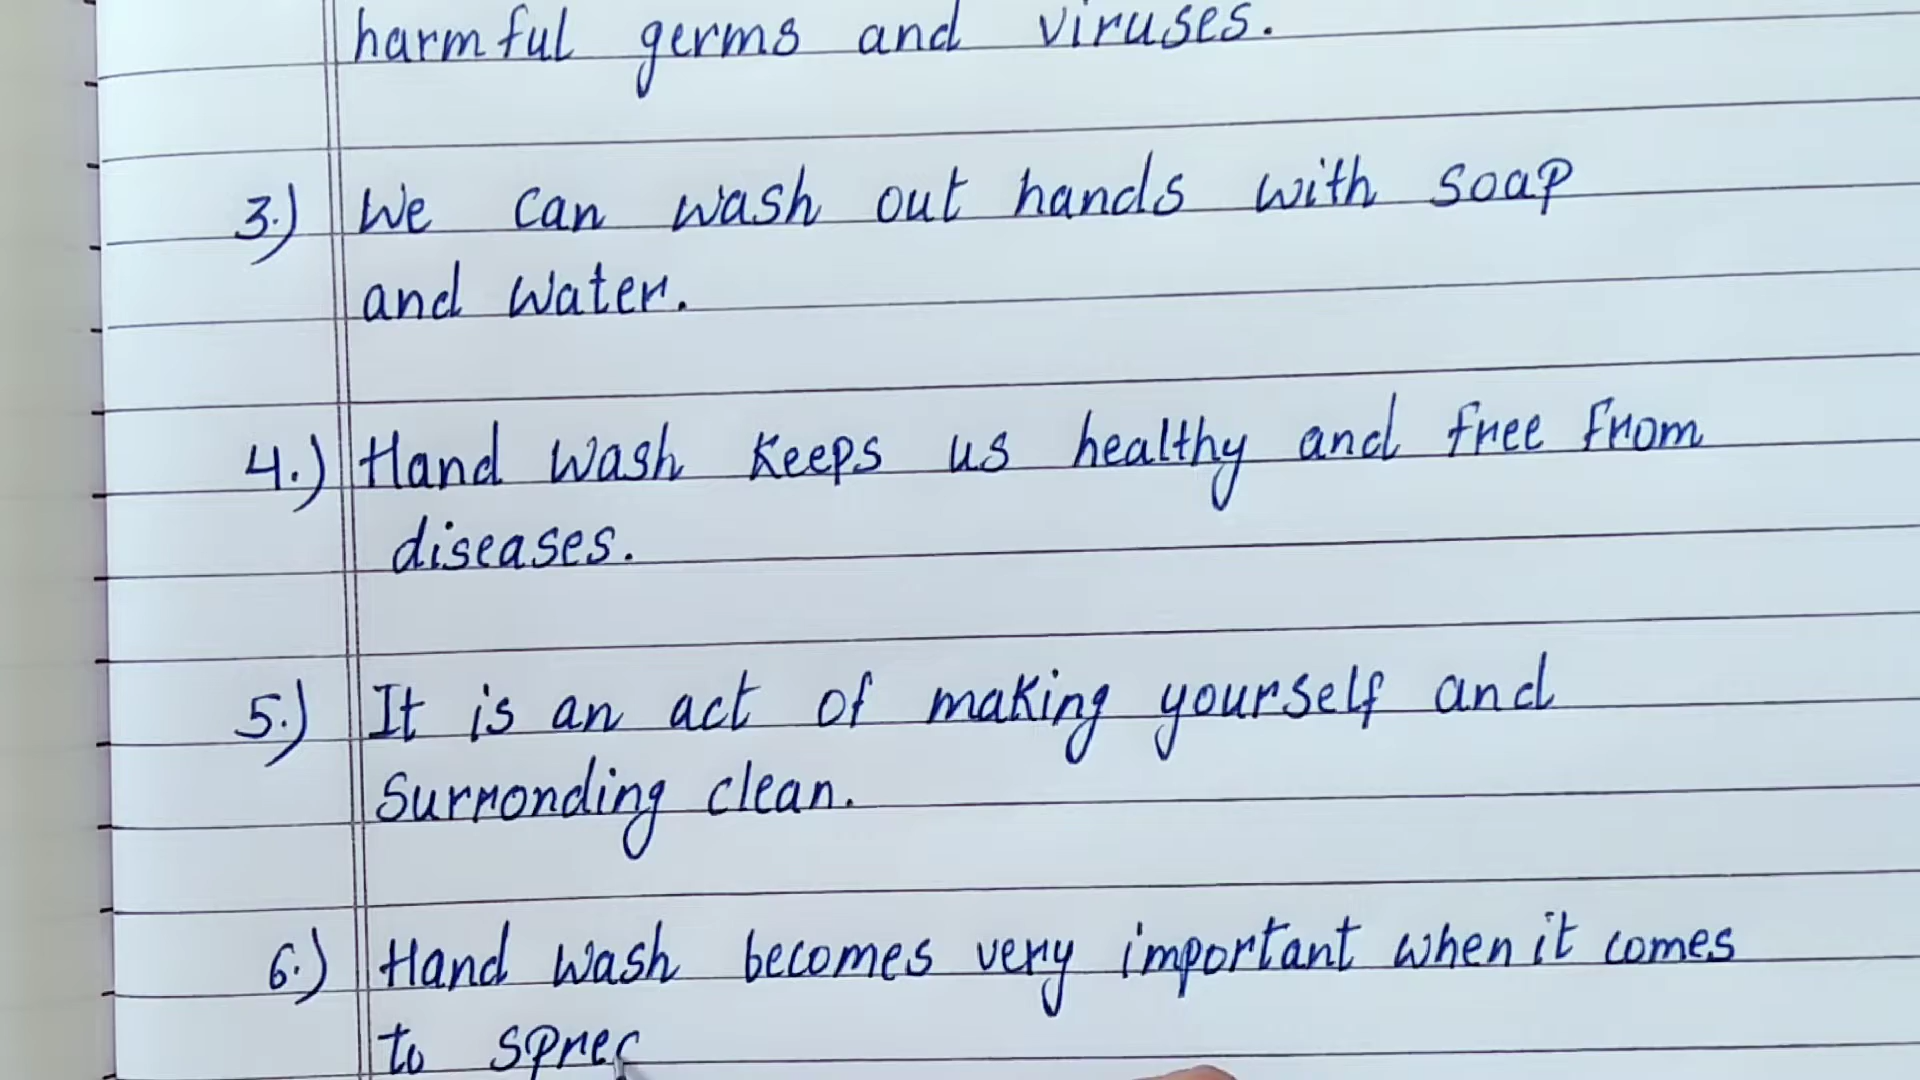 harmful germs and viruses.
3.) We can wash out hands with soap
and water.
4.) Hand wash keeps us healthy and free from
diseases.
5.) It is an act of making yourself and
surronding clean.
6.) Hand wash becomes very important when it comes
to